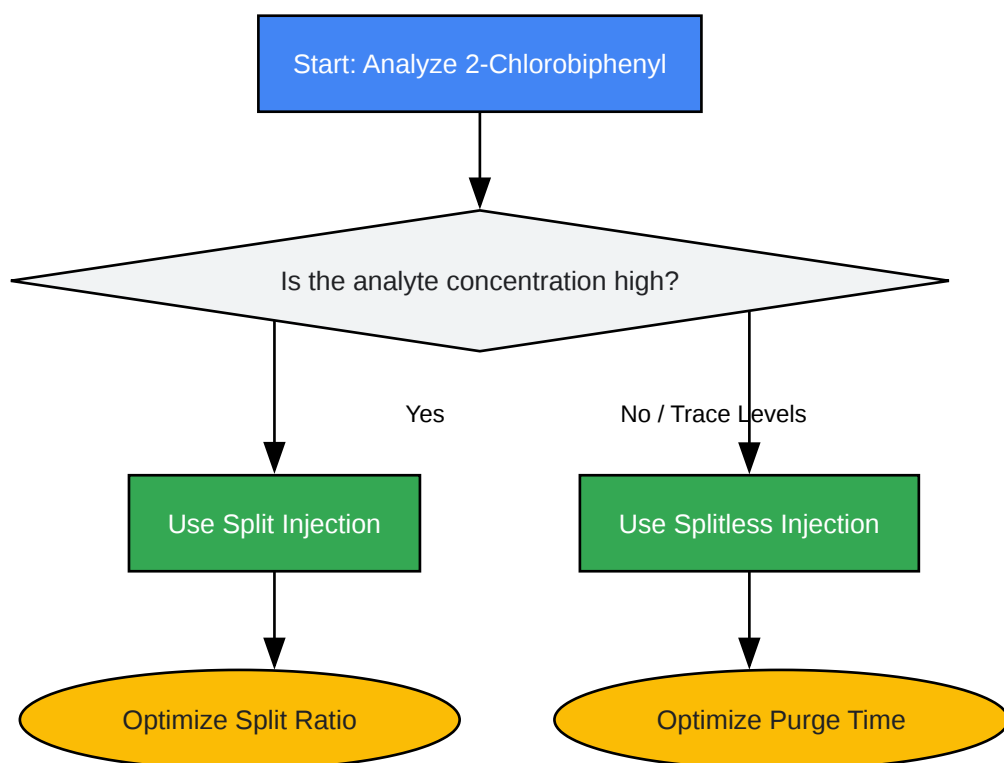 Start: Analyze 2-Chlorobiphenyl
Is the analyte concentration high?
Yes
No / Trace Levels
Use Split Injection
Use Splitless Injection
Optimize Split Ratio
Optimize Purge Time